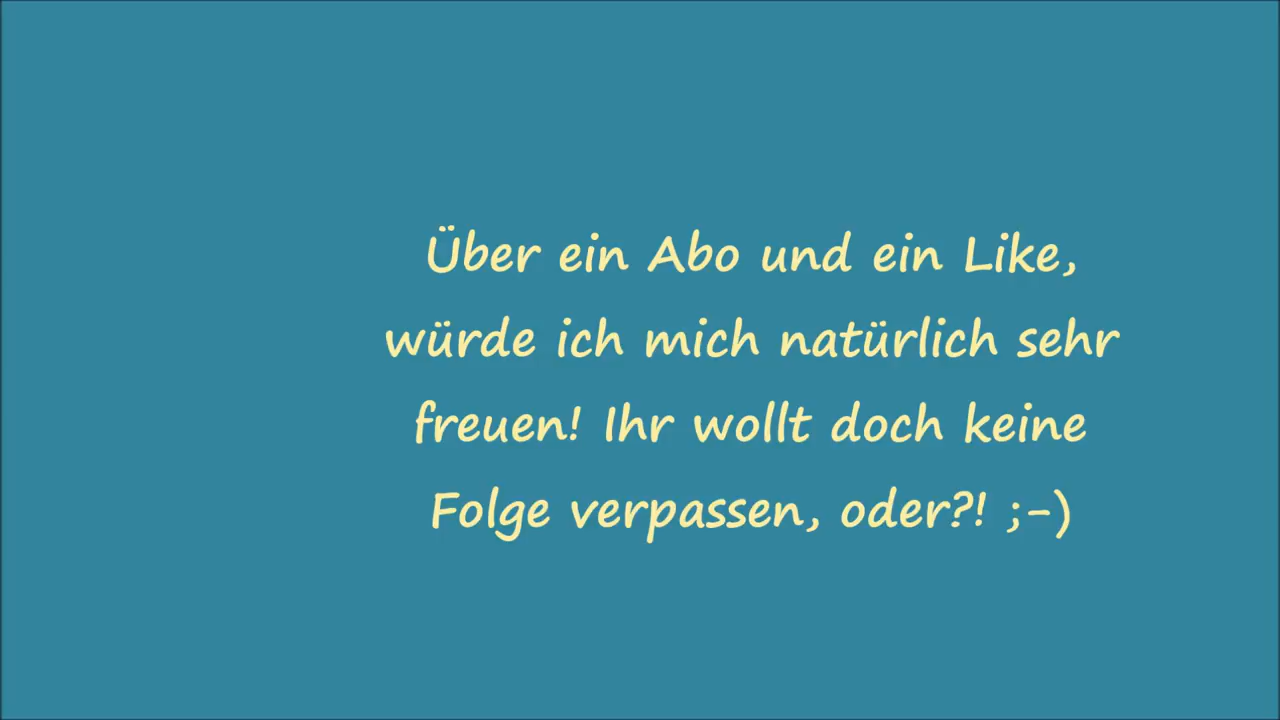 Über ein Abo und ein Like,
würde ich mich natürlich sehr
freuen! Ihr wollt doch keine
Folge verpassen, oder?! ;-)